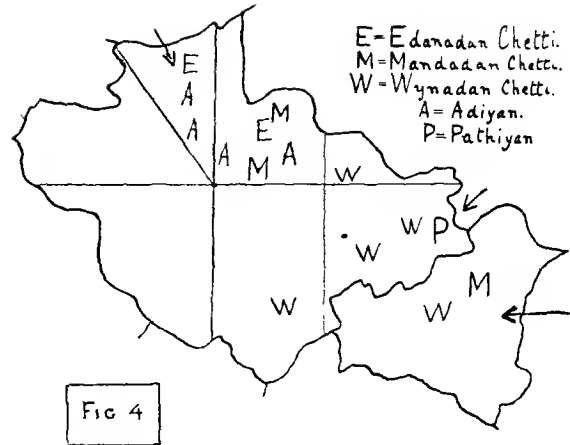 E = Edanadan Chetti.
M = Mandadan Chetti.
W = Wynadan Chetti.
A = Adiyan.
P = Pathiyan
E
A
M
A
E
A
M
A
W
W
P
W
M
W
W
FIG 4